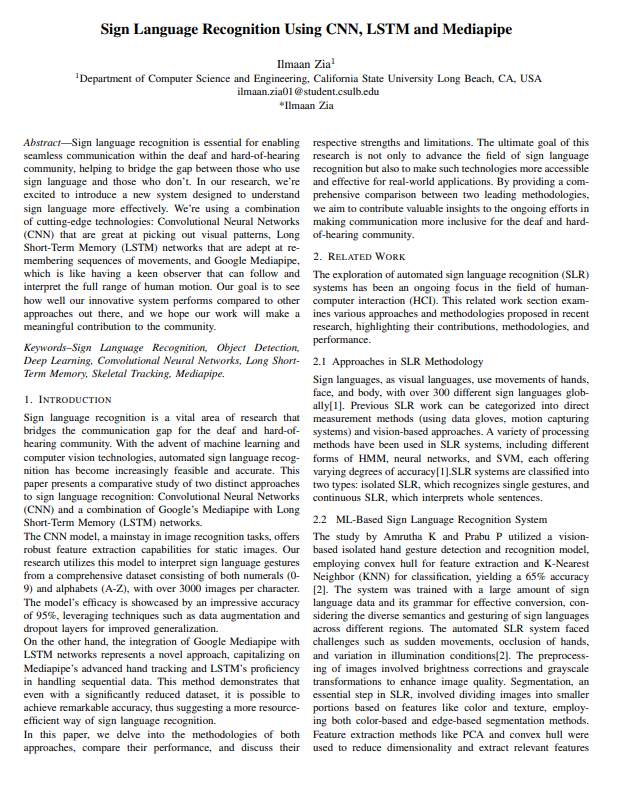 Sign Language Recognition Using CNN, LSTM and Mediapipe
Ilmaan Zia1
1Department of Computer Science and Engineering, California State University Long Beach, CA, USA
ilmaan.zia01@student.csulb.edu
*Ilmaan Zia
Abstract—Sign language recognition is essential for enabling
seamless communication within the deaf and hard-of-hearing
community, helping to bridge the gap between those who use
sign language and those who don't. In our research, we're
excited to introduce a new system designed to understand
sign language more effectively. We're using a combination
of cutting-edge technologies: Convolutional Neural Networks
(CNN) that are great at picking out visual patterns, Long
Short-Term Memory (LSTM) networks that are adept at re-
membering sequences of movements, and Google Mediapipe,
which is like having a keen observer that can follow and
interpret the full range of human motion. Our goal is to see
how well our innovative system performs compared to other
approaches out there, and we hope our work will make a
meaningful contribution to the community.
Keywords–Sign Language Recognition, Object Detection,
Deep Learning, Convolutional Neural Networks, Long Short-
Term Memory, Skeletal Tracking, Mediapipe.
1. INTRODUCTION
Sign language recognition is a vital area of research that
bridges the communication gap for the deaf and hard-of-
hearing community. With the advent of machine learning and
computer vision technologies, automated sign language recog-
nition has become increasingly feasible and accurate. This
paper presents a comparative study of two distinct approaches
to sign language recognition: Convolutional Neural Networks
(CNN) and a combination of Google's Mediapipe with Long
Short-Term Memory (LSTM) networks.
The CNN model, a mainstay in image recognition tasks, offers
robust feature extraction capabilities for static images. Our
research utilizes this model to interpret sign language gestures
from a comprehensive dataset consisting of both numerals (0-
9) and alphabets (A-Z), with over 3000 images per character.
The model's efficacy is showcased by an impressive accuracy
of 95%, leveraging techniques such as data augmentation and
dropout layers for improved generalization.
On the other hand, the integration of Google Mediapipe with
LSTM networks represents a novel approach, capitalizing on
Mediapipe's advanced hand tracking and LSTM's proficiency
in handling sequential data. This method demonstrates that
even with a significantly reduced dataset, it is possible to
achieve remarkable accuracy, thus suggesting a more resource-
efficient way of sign language recognition.
In this paper, we delve into the methodologies of both
approaches, compare their performance, and discuss their
respective strengths and limitations. The ultimate goal of this
research is not only to advance the field of sign language
recognition but also to make such technologies more accessible
and effective for real-world applications. By providing a com-
prehensive comparison between two leading methodologies,
we aim to contribute valuable insights to the ongoing efforts in
making communication more inclusive for the deaf and hard-
of-hearing community.
2. RELATED WORK
The exploration of automated sign language recognition (SLR)
systems has been an ongoing focus in the field of human-
computer interaction (HCI). This related work section exam-
ines various approaches and methodologies proposed in recent
research, highlighting their contributions, methodologies, and
performance.
2.1 Approaches in SLR Methodology
Sign languages, as visual languages, use movements of hands,
face, and body, with over 300 different sign languages glob-
ally[1]. Previous SLR work can be categorized into direct
measurement methods (using data gloves, motion capturing
systems) and vision-based approaches. A variety of processing
methods have been used in SLR systems, including different
forms of HMM, neural networks, and SVM, each offering
varying degrees of accuracy[1].SLR systems are classified into
two types: isolated SLR, which recognizes single gestures, and
continuous SLR, which interprets whole sentences.
2.2 ML-Based Sign Language Recognition System
The study by Amrutha K and Prabu P utilized a vision-
based isolated hand gesture detection and recognition model,
employing convex hull for feature extraction and K-Nearest
Neighbor (KNN) for classification, yielding a 65% accuracy
[2]. The system was trained with a large amount of sign
language data and its grammar for effective conversion, con-
sidering the diverse semantics and gesturing of sign languages
across different regions. The automated SLR system faced
challenges such as sudden movements, occlusion of hands,
and variation in illumination conditions[2]. The preprocess-
ing of images involved brightness corrections and grayscale
transformations to enhance image quality. Segmentation, an
essential step in SLR, involved dividing images into smaller
portions based on features like color and texture, employ-
ing both color-based and edge-based segmentation methods.
Feature extraction methods like PCA and convex hull were
used to reduce dimensionality and extract relevant features